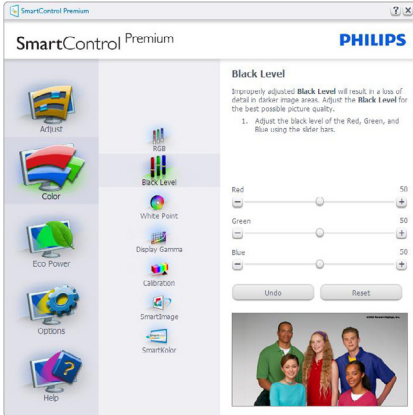 SmartControl Premium
SmartControl Premium
PHILIPS
Adjust
Color
Eco Power
Options
Help
RGB
Black Level
White Point
Display Gamma
Calibration
SmartImage
SmartKolor
Black Level
Improperly adjusted Black Level will result in a loss of
detail in darker image areas. Adjust the Black Level for
the best possible picture quality.
1. Adjust the black level of the Red, Green, and
Blue using the slider bars.
Red 50
Green 50
Blue 50
Undo Reset